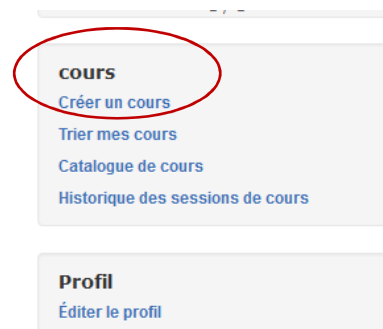 cours
Créer un cours
Trier mes cours
Catalogue de cours
Historique des sessions de cours
Profil
Éditer le profil